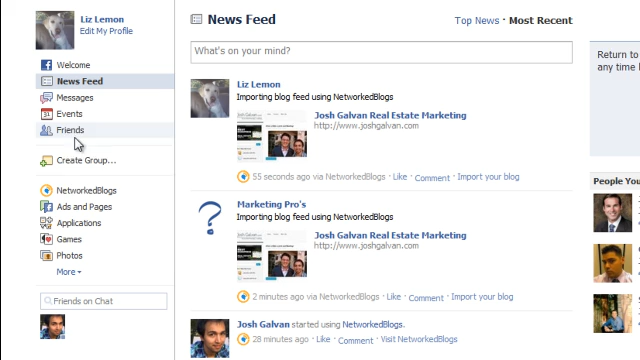 Liz Lemon
Edit My Profile
Welcome
News Feed
Messages
31 Events
Friends
Create Group...
NetworkedBlogs
Ads and Pages
Applications
Games
Photos
More
Friends on Chat
News Feed
Top News · Most Recent
What's on your mind?
Liz Lemon
Importing blog feed using NetworkedBlogs
Josh Galvan Real Estate Marketing
http://www.joshgalvan.com
55 seconds ago via NetworkedBlogs · Like · Comment · Import your blog
Marketing Pro's
Importing blog feed using NetworkedBlogs
Josh Galvan Real Estate Marketing
http://www.joshgalvan.com
2 minutes ago via NetworkedBlogs · Like · Comment · Import your blog
Josh Galvan started using NetworkedBlogs.
28 minutes ago · Like · Comment · Visit NetworkedBlogs
Return to
any time
People You